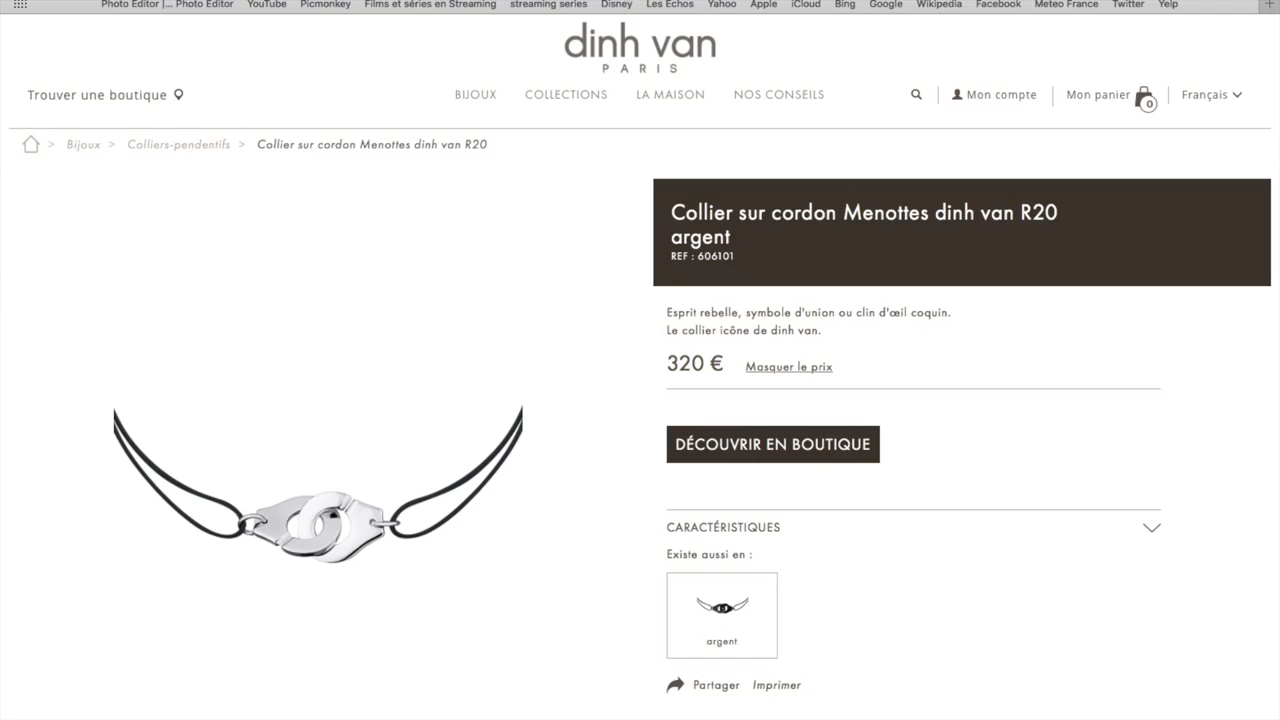 Photo Editor |... Photo Editor YouTube Picmonkey Films et séries en Streaming streaming series Disney Les Echos Yahoo Apple iCloud Bing Google Wikipedia Facebook Meteo France Twitter Yelp
dinh van
PARIS
Trouver une boutique BIJOUX COLLECTIONS LA MAISON NOS CONSEILS Mon compte Mon panier 0 Français
> Bijoux > Colliers-pendentifs > Collier sur cordon Menottes dinh van R20
Collier sur cordon Menottes dinh van R20
argent
REF : 606101
Esprit rebelle, symbole d'union ou clin d'œil coquin.
Le collier icône de dinh van.
320 € Masquer le prix
DÉCOUVRIR EN BOUTIQUE
CARACTÉRISTIQUES
Existe aussi en :
argent
Partager Imprimer